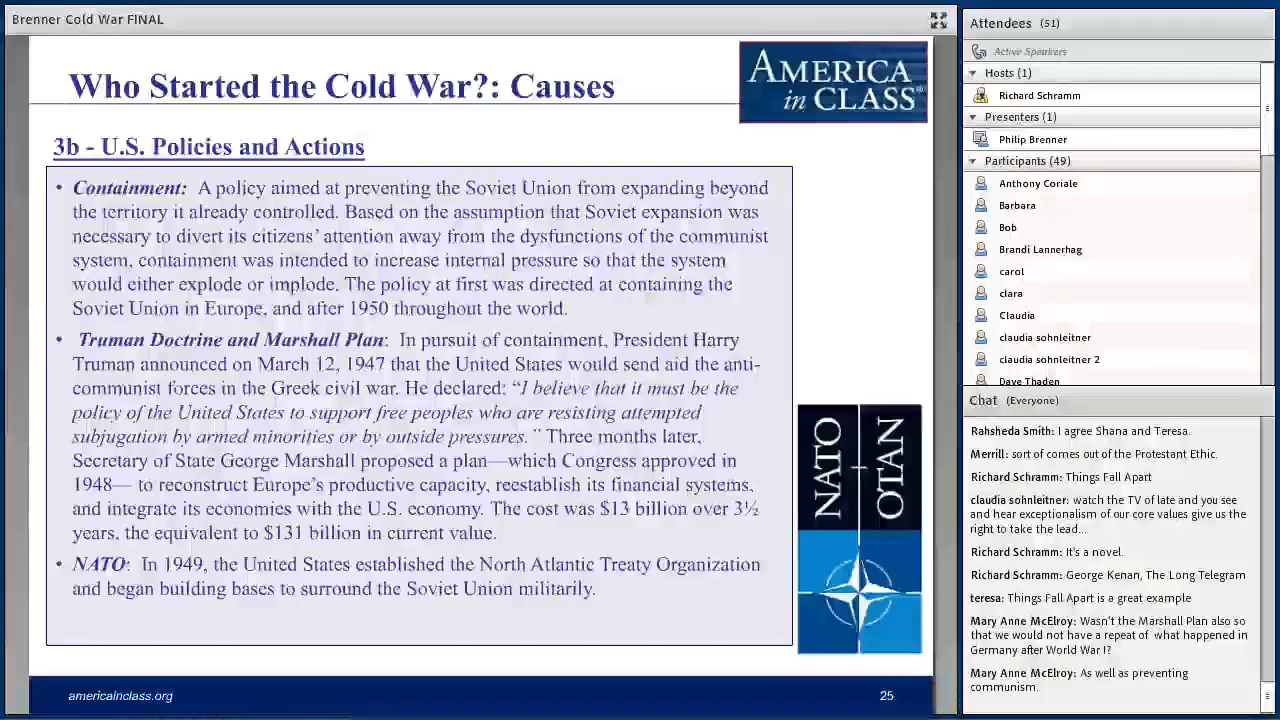 Brenner Cold War FINAL
Who Started the Cold War?: Causes
AMERICA
in CLASS®
3b - U.S. Policies and Actions
• Containment: A policy aimed at preventing the Soviet Union from expanding beyond
the territory it already controlled. Based on the assumption that Soviet expansion was
necessary to divert its citizens’ attention away from the dysfunctions of the communist
system, containment was intended to increase internal pressure so that the system
would either explode or implode. The policy at first was directed at containing the
Soviet Union in Europe, and after 1950 throughout the world.
• Truman Doctrine and Marshall Plan: In pursuit of containment, President Harry
Truman announced on March 12, 1947 that the United States would send aid the anti-
communist forces in the Greek civil war. He declared: “I believe that it must be the
policy of the United States to support free peoples who are resisting attempted
subjugation by armed minorities or by outside pressures.” Three months later,
Secretary of State George Marshall proposed a plan—which Congress approved in
1948— to reconstruct Europe’s productive capacity, reestablish its financial systems,
and integrate its economies with the U.S. economy. The cost was $13 billion over 3½
years, the equivalent to $131 billion in current value.
• NATO: In 1949, the United States established the North Atlantic Treaty Organization
and began building bases to surround the Soviet Union militarily.
NATO
OTAN
americainclass.org
25
Attendees (51)
Active Speakers
Hosts (1)
Richard Schramm
Presenters (1)
Philip Brenner
Participants (49)
Anthony Coriale
Barbara
Bob
Brandi Lannerhag
carol
clara
Claudia
claudia sohnleitner
claudia sohnleitner 2
Dave Thaden
Chat (Everyone)
Rahsheda Smith: I agree Shana and Teresa.
Merrill: sort of comes out of the Protestant Ethic.
Richard Schramm: Things Fall Apart
claudia sohnleitner: watch the TV of late and you see
and hear exceptionalism of our core values give us the
right to take the lead...
Richard Schramm: It's a novel.
Richard Schramm: George Kenan, The Long Telegram
teresa: Things Fall Apart is a great example
Mary Anne McElroy: Wasn't the Marshall Plan also so
that we would not have a repeat of what happened in
Germany after World War I?
Mary Anne McElroy: As well as preventing
communism.